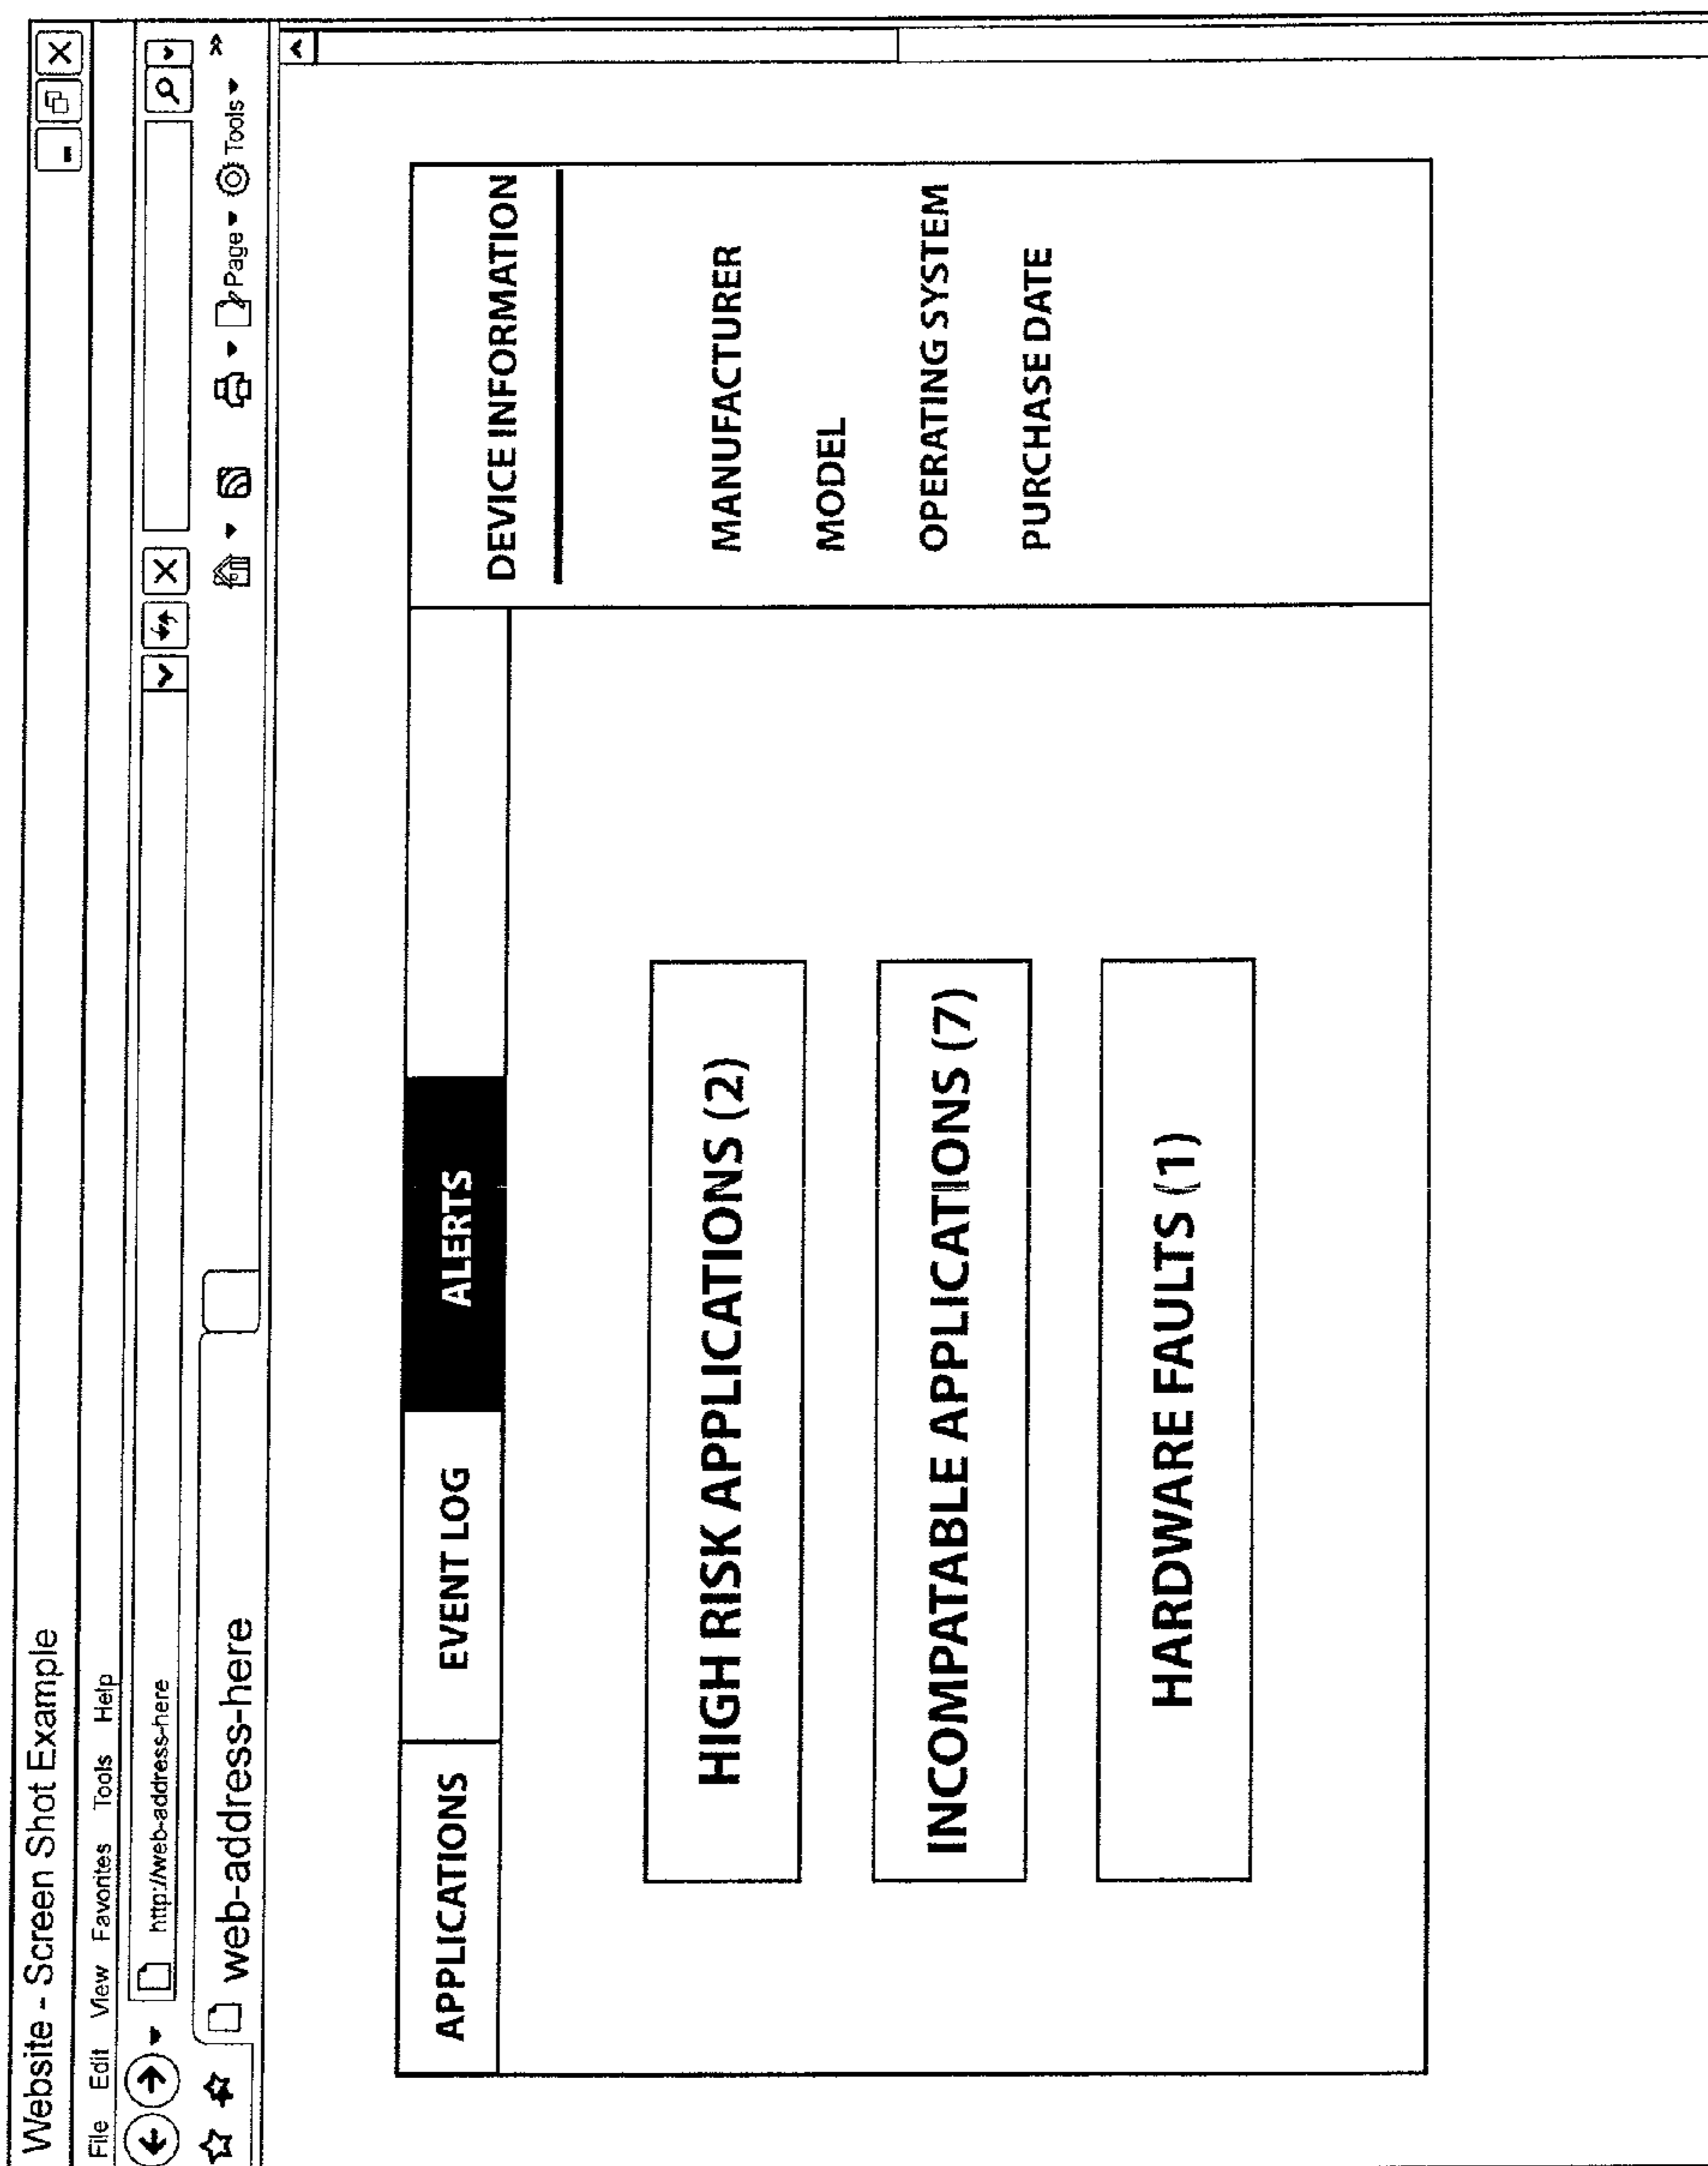 Website - Screen Shot Example
File Edit View Favorites Tools Help
http://web-address-here
web-address-here
Page Tools
APPLICATIONS EVENT LOG ALERTS
DEVICE INFORMATION
HIGH RISK APPLICATIONS (2)
INCOMPATABLE APPLICATIONS (7)
HARDWARE FAULTS (1)
MANUFACTURER
MODEL
OPERATING SYSTEM
PURCHASE DATE